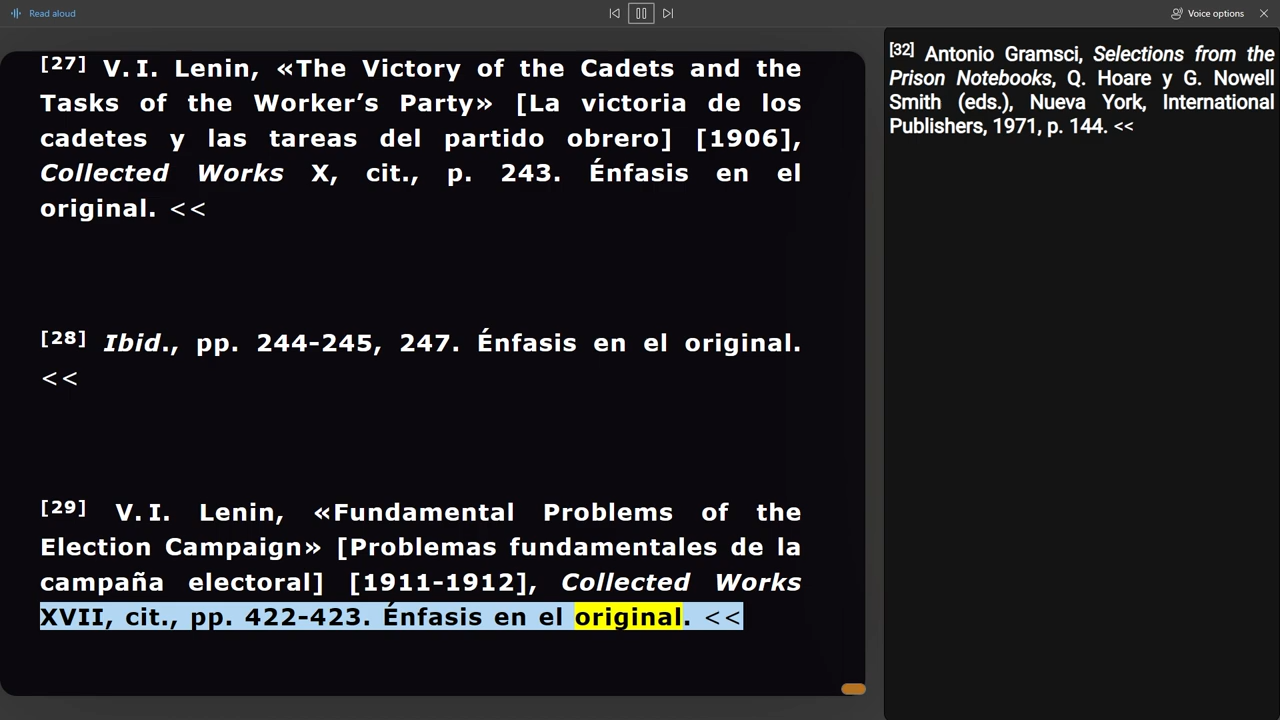 Read aloud
Voice options
[27] V. I. Lenin, «The Victory of the Cadets and the
Tasks of the Worker’s Party» [La victoria de los
cadetes y las tareas del partido obrero] [1906],
Collected Works X, cit., p. 243. Énfasis en el
original. <<
[28] Ibid., pp. 244-245, 247. Énfasis en el original.
<<
[29] V. I. Lenin, «Fundamental Problems of the
Election Campaign» [Problemas fundamentales de la
campaña electoral] [1911-1912], Collected Works
XVII, cit., pp. 422-423. Énfasis en el original. <<
[32] Antonio Gramsci, Selections from the
Prison Notebooks, Q. Hoare y G. Nowell
Smith (eds.), Nueva York, International
Publishers, 1971, p. 144. <<